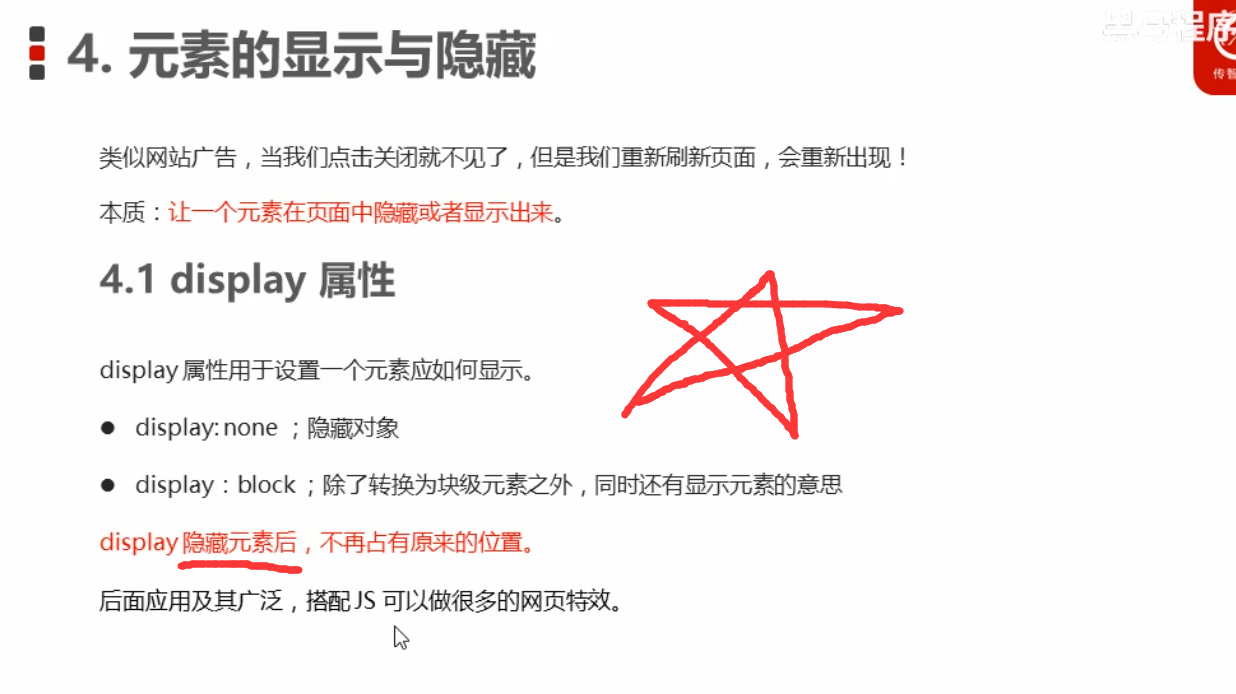 黑马程序
传智
4. 元素的显示与隐藏
类似网站广告，当我们点击关闭就不见了，但是我们重新刷新页面，会重新出现！
本质：让一个元素在页面中隐藏或者显示出来。
4.1 display 属性
display 属性用于设置一个元素应如何显示。
● display: none ；隐藏对象
● display：block ；除了转换为块级元素之外，同时还有显示元素的意思
display 隐藏元素后，不再占有原来的位置。
后面应用及其广泛，搭配 JS 可以做很多的网页特效。